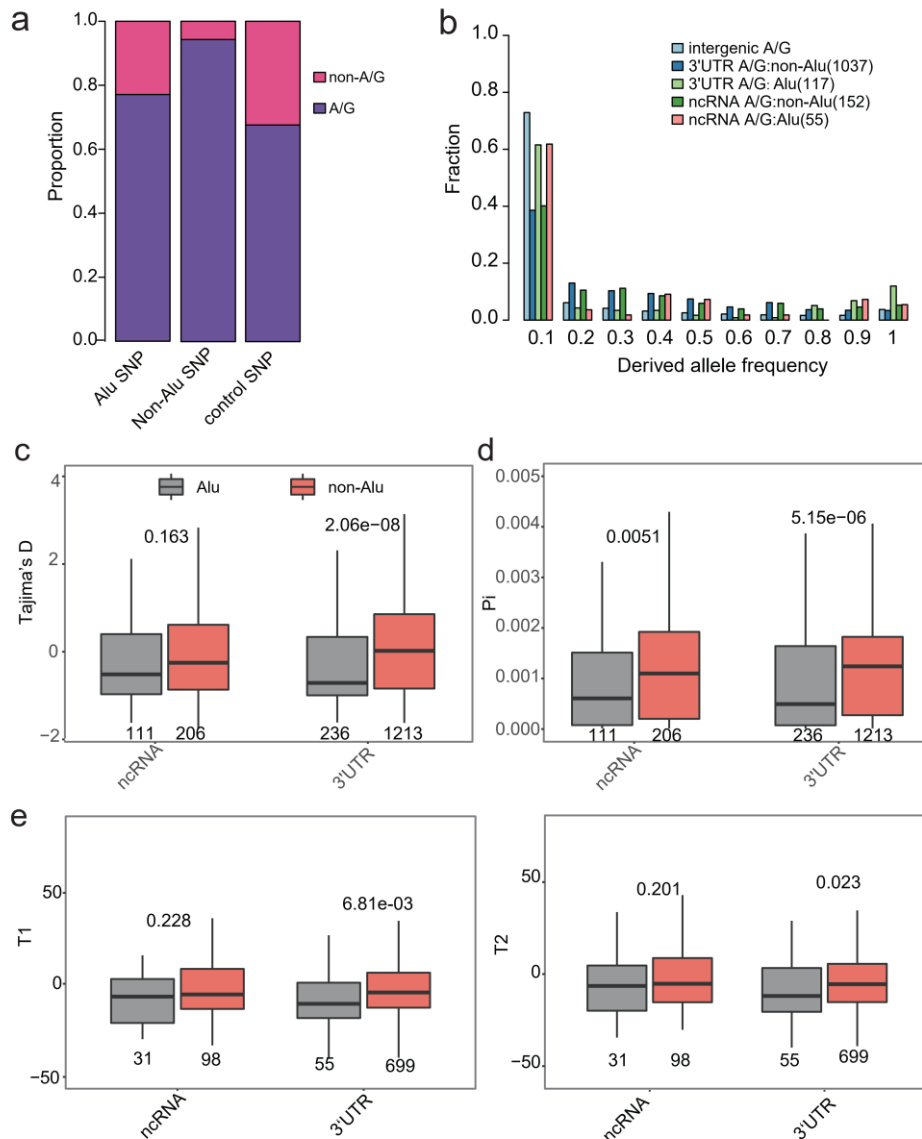 a
1.0
0.8
0.6
0.4
0.2
0.0
Proportion
non-A/G
A/G
Alu SNP
Non-Alu SNP
control SNP
b
1.0
0.8
0.6
0.4
0.2
0.0
Fraction
intergenic A/G
3'UTR A/G:non-Alu(1037)
3'UTR A/G: Alu(117)
ncRNA A/G:non-Alu(152)
ncRNA A/G:Alu(55)
0.1 0.2 0.3 0.4 0.5 0.6 0.7 0.8 0.9 1
Derived allele frequency
c
4
2
0
−2
Tajima's D
Alu
non-Alu
0.163
2.06e−08
111 206 236 1213
ncRNA
3'UTR
d
0.005
0.004
0.003
0.002
0.001
0.000
Pi
0.0051
5.15e−06
111 206 236 1213
ncRNA
3'UTR
e
50
0
−50
T1
0.228
6.81e-03
31 98 55 699
ncRNA
3'UTR
50
0
−50
T2
0.201
0.023
31 98 55 699
ncRNA
3'UTR